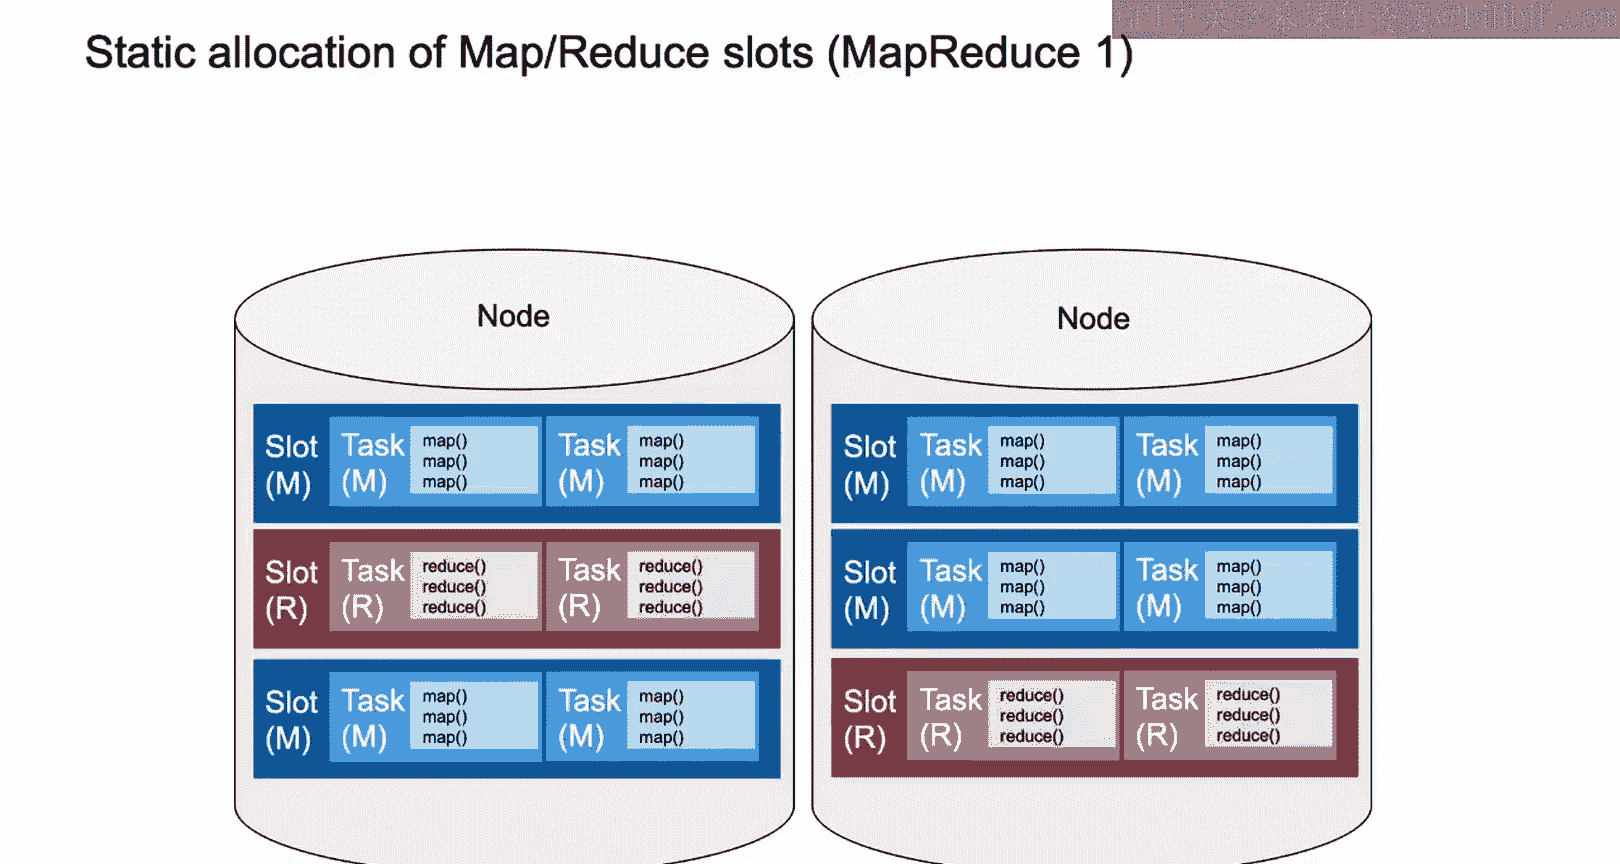 Static allocation of Map/Reduce slots (MapReduce 1)
Node
Slot
(M)
Task
(M)
map()
map()
map()
Task
(M)
map()
map()
map()
Slot
(R)
Task
(R)
reduce()
reduce()
reduce()
Task
(R)
reduce()
reduce()
reduce()
Slot
(M)
Task
(M)
map()
map()
map()
Task
(M)
map()
map()
map()
Node
Slot
(M)
Task
(M)
map()
map()
map()
Task
(M)
map()
map()
map()
Slot
(M)
Task
(M)
map()
map()
map()
Task
(M)
map()
map()
map()
Slot
(R)
Task
(R)
reduce()
reduce()
reduce()
Task
(R)
reduce()
reduce()
reduce()